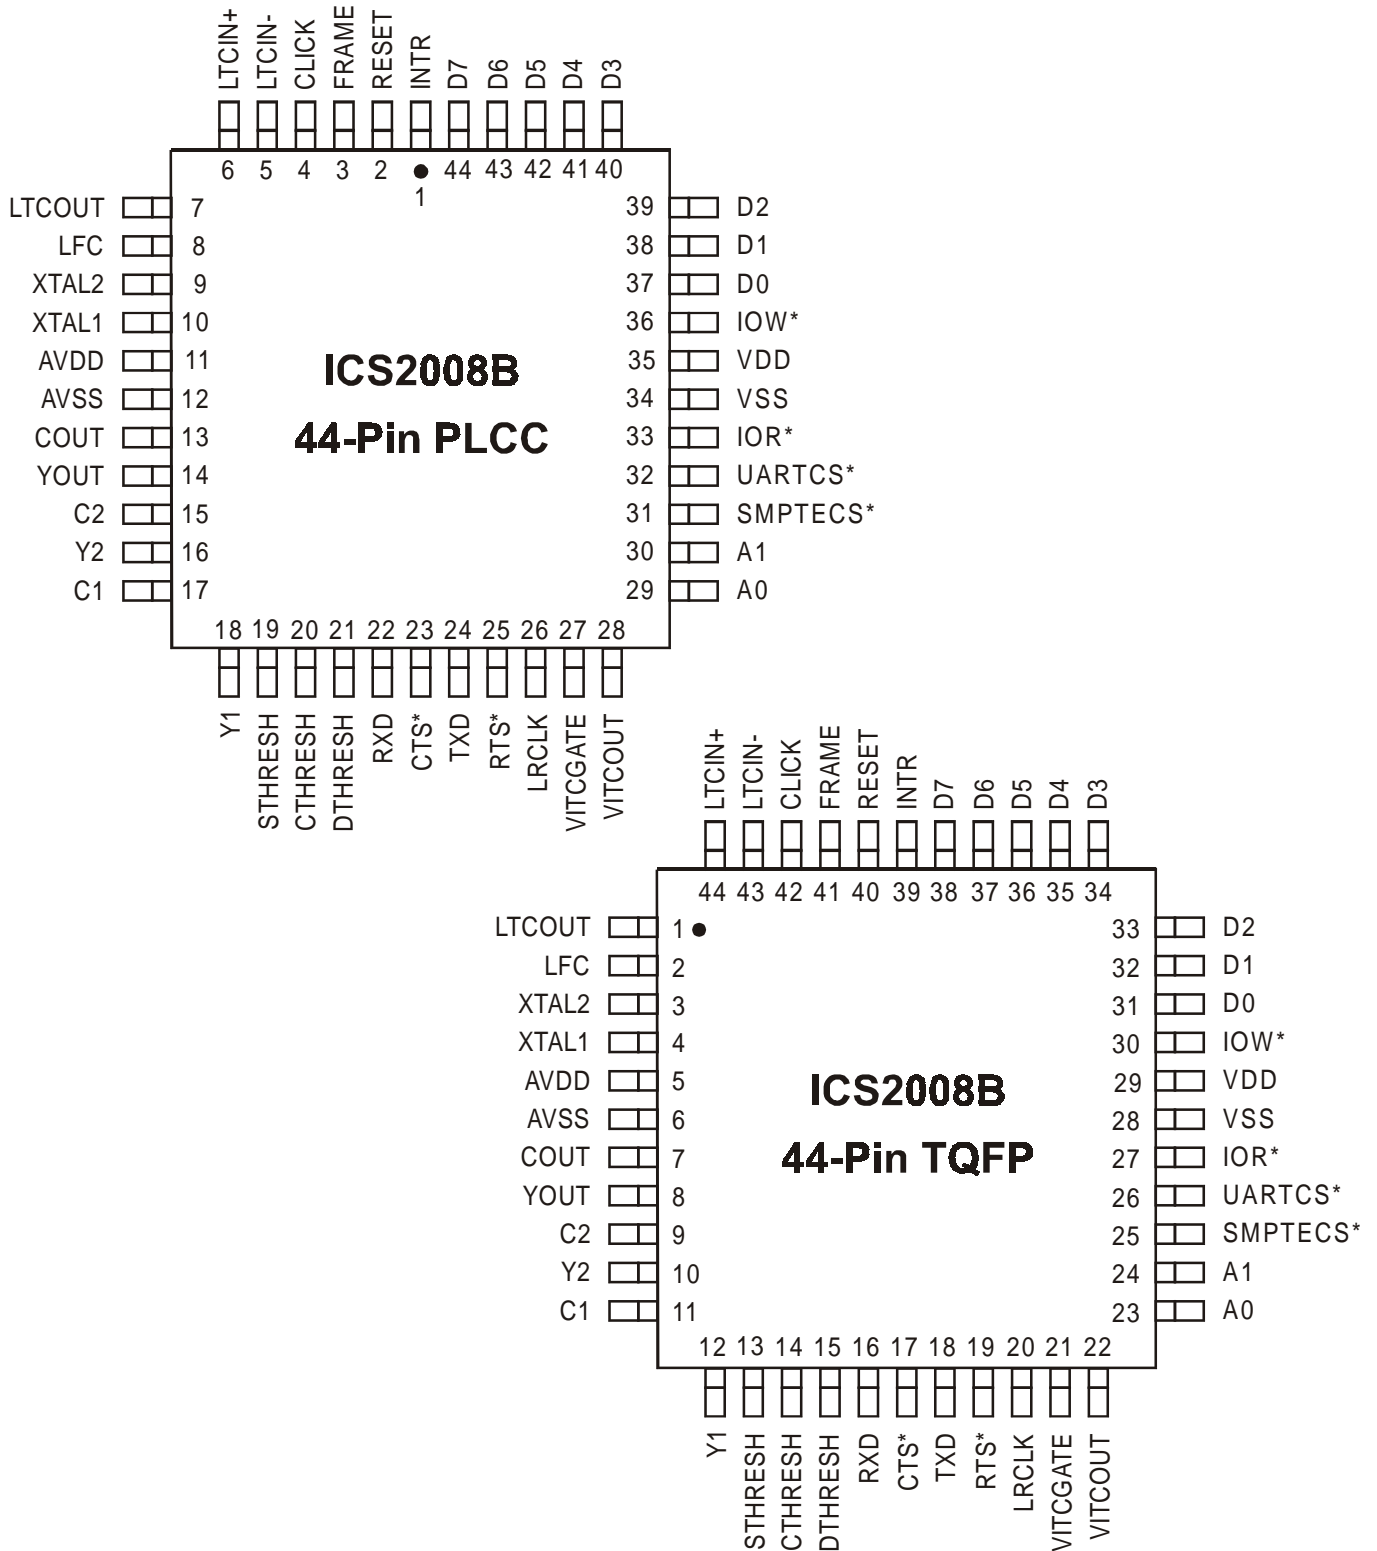 LTCIN+ LTCIN- CLICK FRAME RESET INTR D7 D6 D5 D4 D3
6 5 4 3 2 1 44 43 42 41 40
LTCOUT 7 39 D2
LFC 8 38 D1
XTAL2 9 37 D0
XTAL1 10 36 IOW*
AVDD 11 35 VDD
AVSS 12 34 VSS
COUT 13 33 IOR*
YOUT 14 32 UARTCS*
C2 15 31 SMPTECS*
Y2 16 30 A1
C1 17 29 A0
ICS2008B
44-Pin PLCC
18 19 20 21 22 23 24 25 26 27 28
Y1 STHRESH CTHRESH DTHRESH RXD CTS* TXD RTS* LRCLK VITCGATE VITCOUT
LTCIN+ LTCIN- CLICK FRAME RESET INTR D7 D6 D5 D4 D3
44 43 42 41 40 39 38 37 36 35 34
LTCOUT 1 33 D2
LFC 2 32 D1
XTAL2 3 31 D0
XTAL1 4 30 IOW*
AVDD 5 29 VDD
AVSS 6 28 VSS
COUT 7 27 IOR*
YOUT 8 26 UARTCS*
C2 9 25 SMPTECS*
Y2 10 24 A1
C1 11 23 A0
ICS2008B
44-Pin TQFP
12 13 14 15 16 17 18 19 20 21 22
Y1 STHRESH CTHRESH DTHRESH RXD CTS* TXD RTS* LRCLK VITCGATE VITCOUT